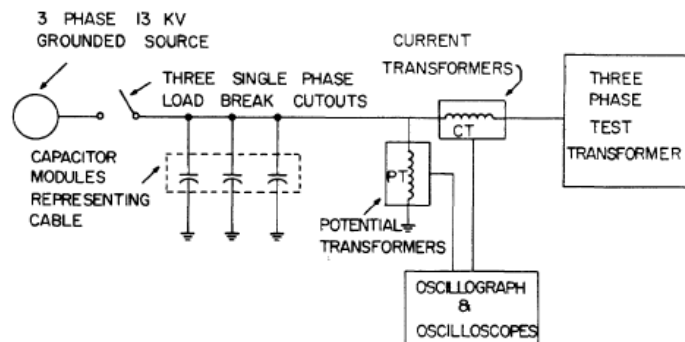 3 PHASE 13 KV
GROUNDED SOURCE
THREE SINGLE PHASE
LOAD BREAK CUTOUTS
CURRENT
TRANSFORMERS
CT
THREE
PHASE
TEST
TRANSFORMER
CAPACITOR
MODULES
REPRESENTING
CABLE
PT
POTENTIAL
TRANSFORMERS
OSCILLOGRAPH
&
OSCILLOSCOPES